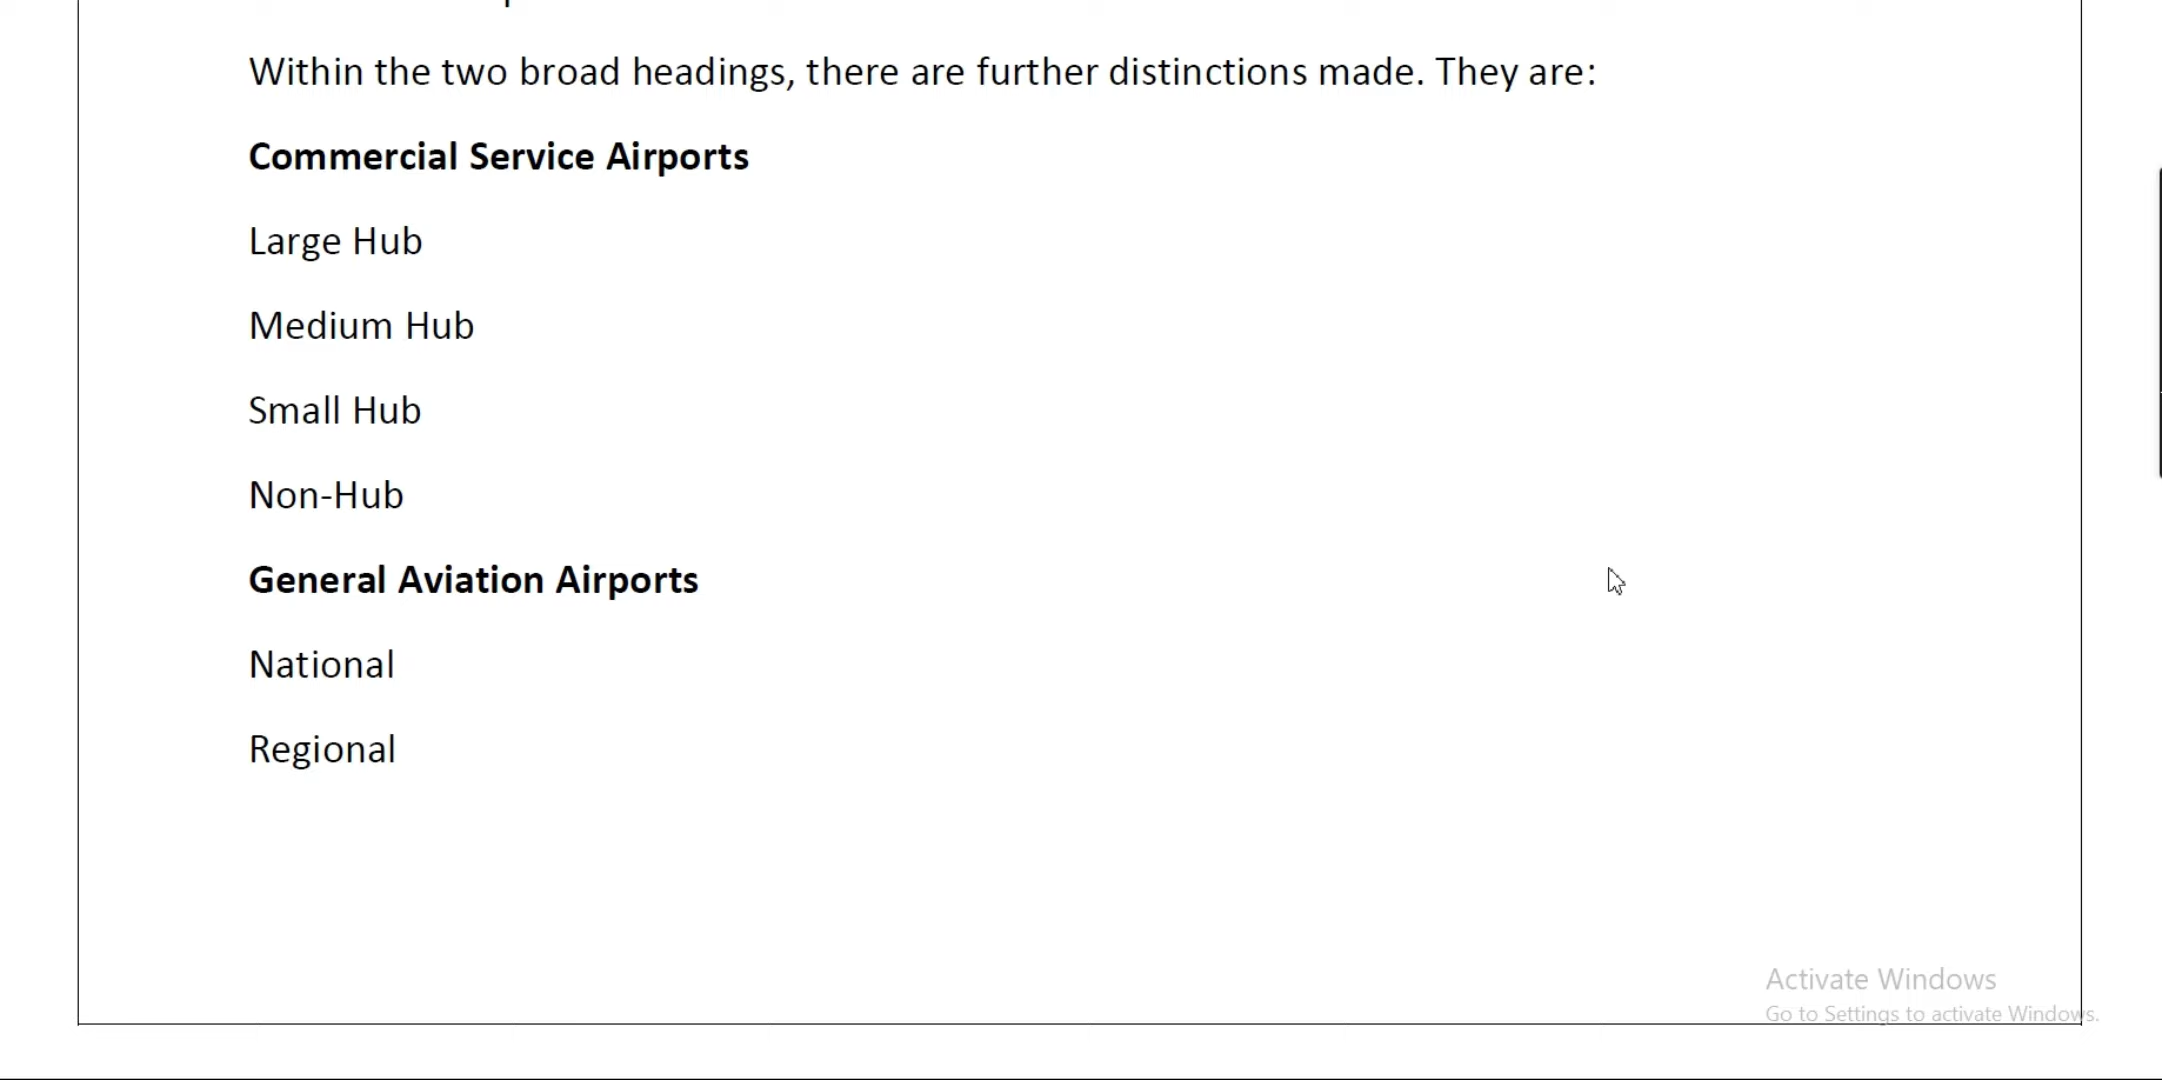 Within the two broad headings, there are further distinctions made. They are:
Commercial Service Airports
Large Hub
Medium Hub
Small Hub
Non-Hub
General Aviation Airports
National
Regional
Activate Windows
Go to Settings to activate Windows.